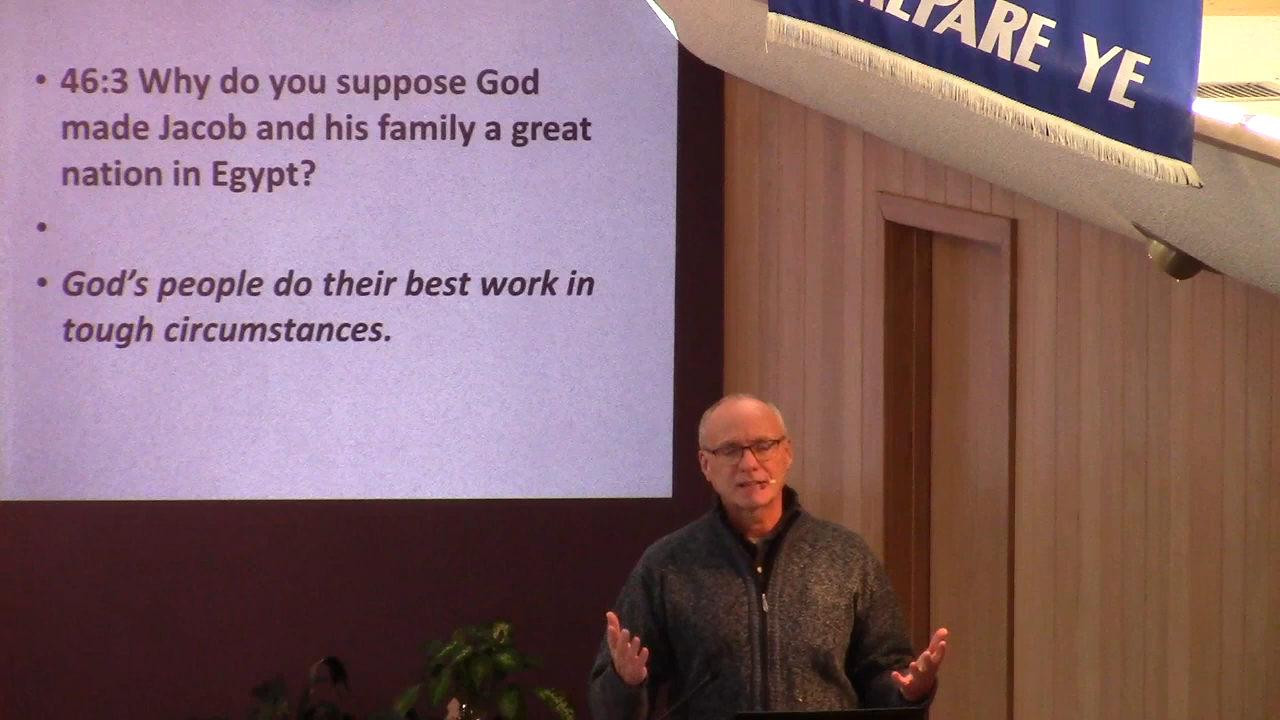 • 46:3 Why do you suppose God
made Jacob and his family a great
nation in Egypt?
•
• God's people do their best work in
tough circumstances.
YE